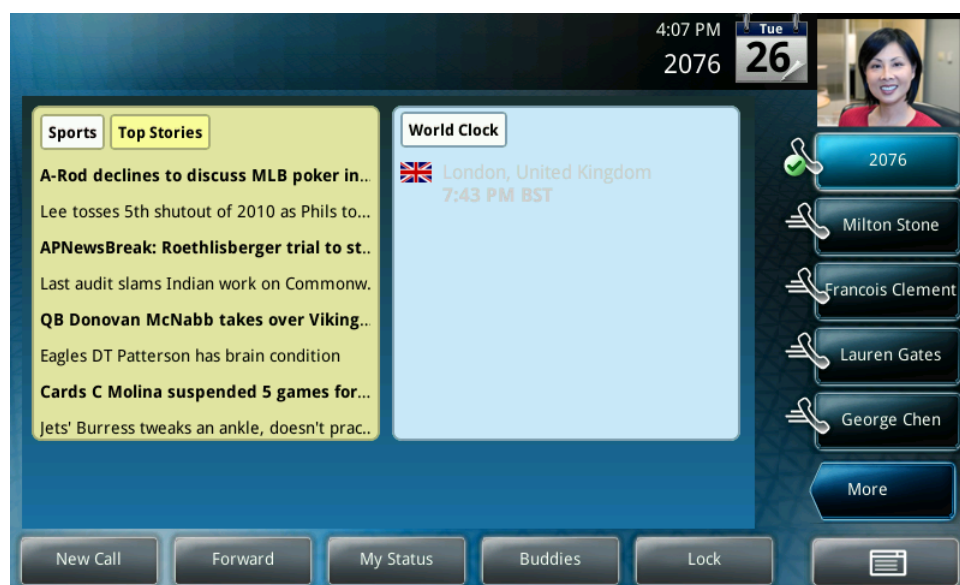 4:07 PM
2076
Tue
26
Sports
Top Stories
A-Rod declines to discuss MLB poker in...
Lee tosses 5th shutout of 2010 as Phils to...
APNewsBreak: Roethlisberger trial to st..
Last audit slams Indian work on Commonw.
QB Donovan McNabb takes over Viking...
Eagles DT Patterson has brain condition
Cards C Molina suspended 5 games for...
Jets' Burress tweaks an ankle, doesn't prac..
World Clock
London, United Kingdom
7:43 PM BST
2076
Milton Stone
Francois Clement
Lauren Gates
George Chen
More
New Call
Forward
My Status
Buddies
Lock